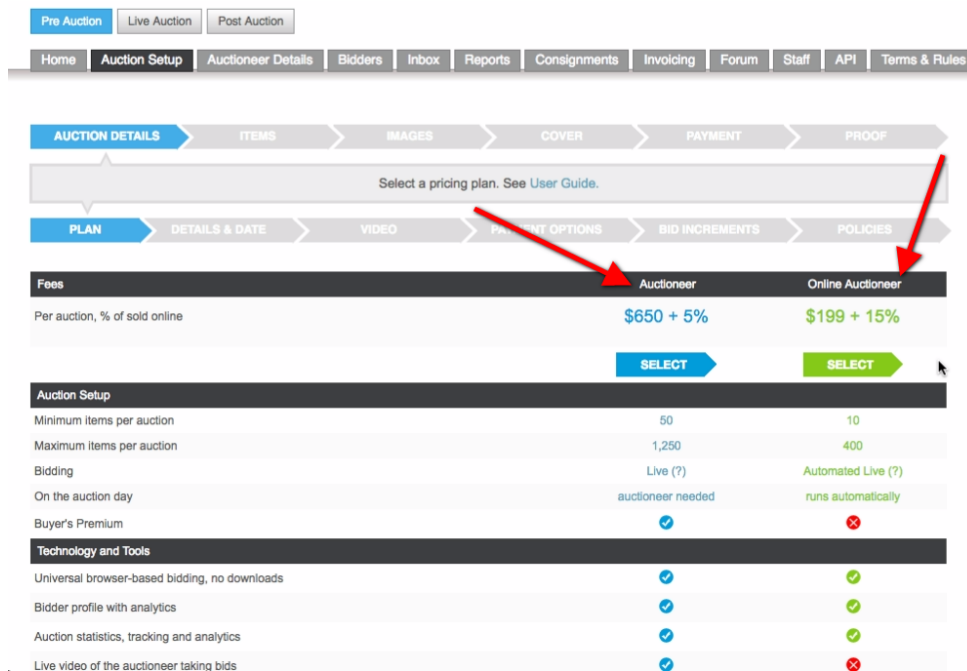 Pre Auction Live Auction Post Auction
Home Auction Setup Auctioneer Details Bidders Inbox Reports Consignments Invoicing Forum Staff API Terms & Rules
AUCTION DETAILS ITEMS IMAGES COVER PAYMENT PROOF
Select a pricing plan. See User Guide.
PLAN DETAILS & DATE VIDEO OPTIONS BID INCREMENTS POLICIES
Fees Auctioneer Online Auctioneer
Per auction, % of sold online $650 + 5% $199 + 15%
SELECT SELECT
Auction Setup
Minimum items per auction 50 10
Maximum items per auction 1,250 400
Bidding Live (?) Automated Live (?)
On the auction day auctioneer needed runs automatically
Buyer's Premium
Technology and Tools
Universal browser-based bidding, no downloads
Bidder profile with analytics
Auction statistics, tracking and analytics
Live video of the auctioneer taking bids